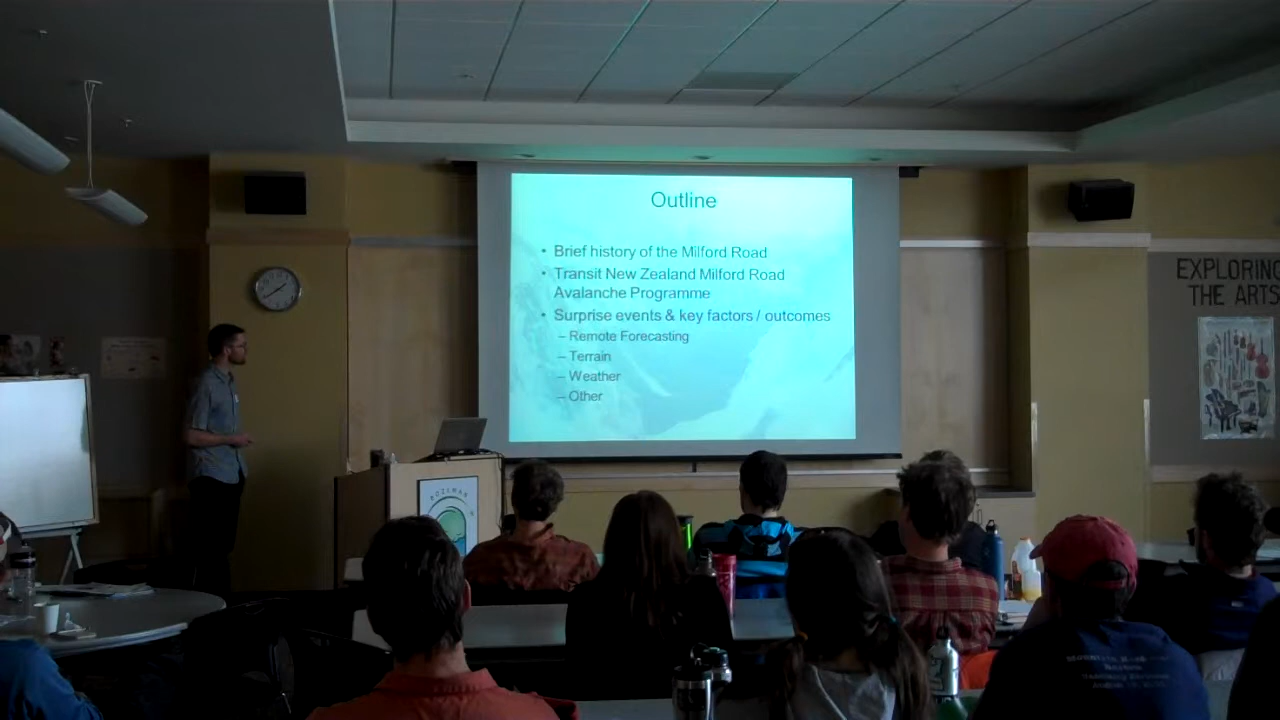 Outline
• Brief history of the Milford Road
• Transit New Zealand Milford Road
Avalanche Programme
• Surprise events & key factors / outcomes
– Remote Forecasting
– Terrain
– Weather
– Other
EXPLORING
THE ARTS
BOZEMAN